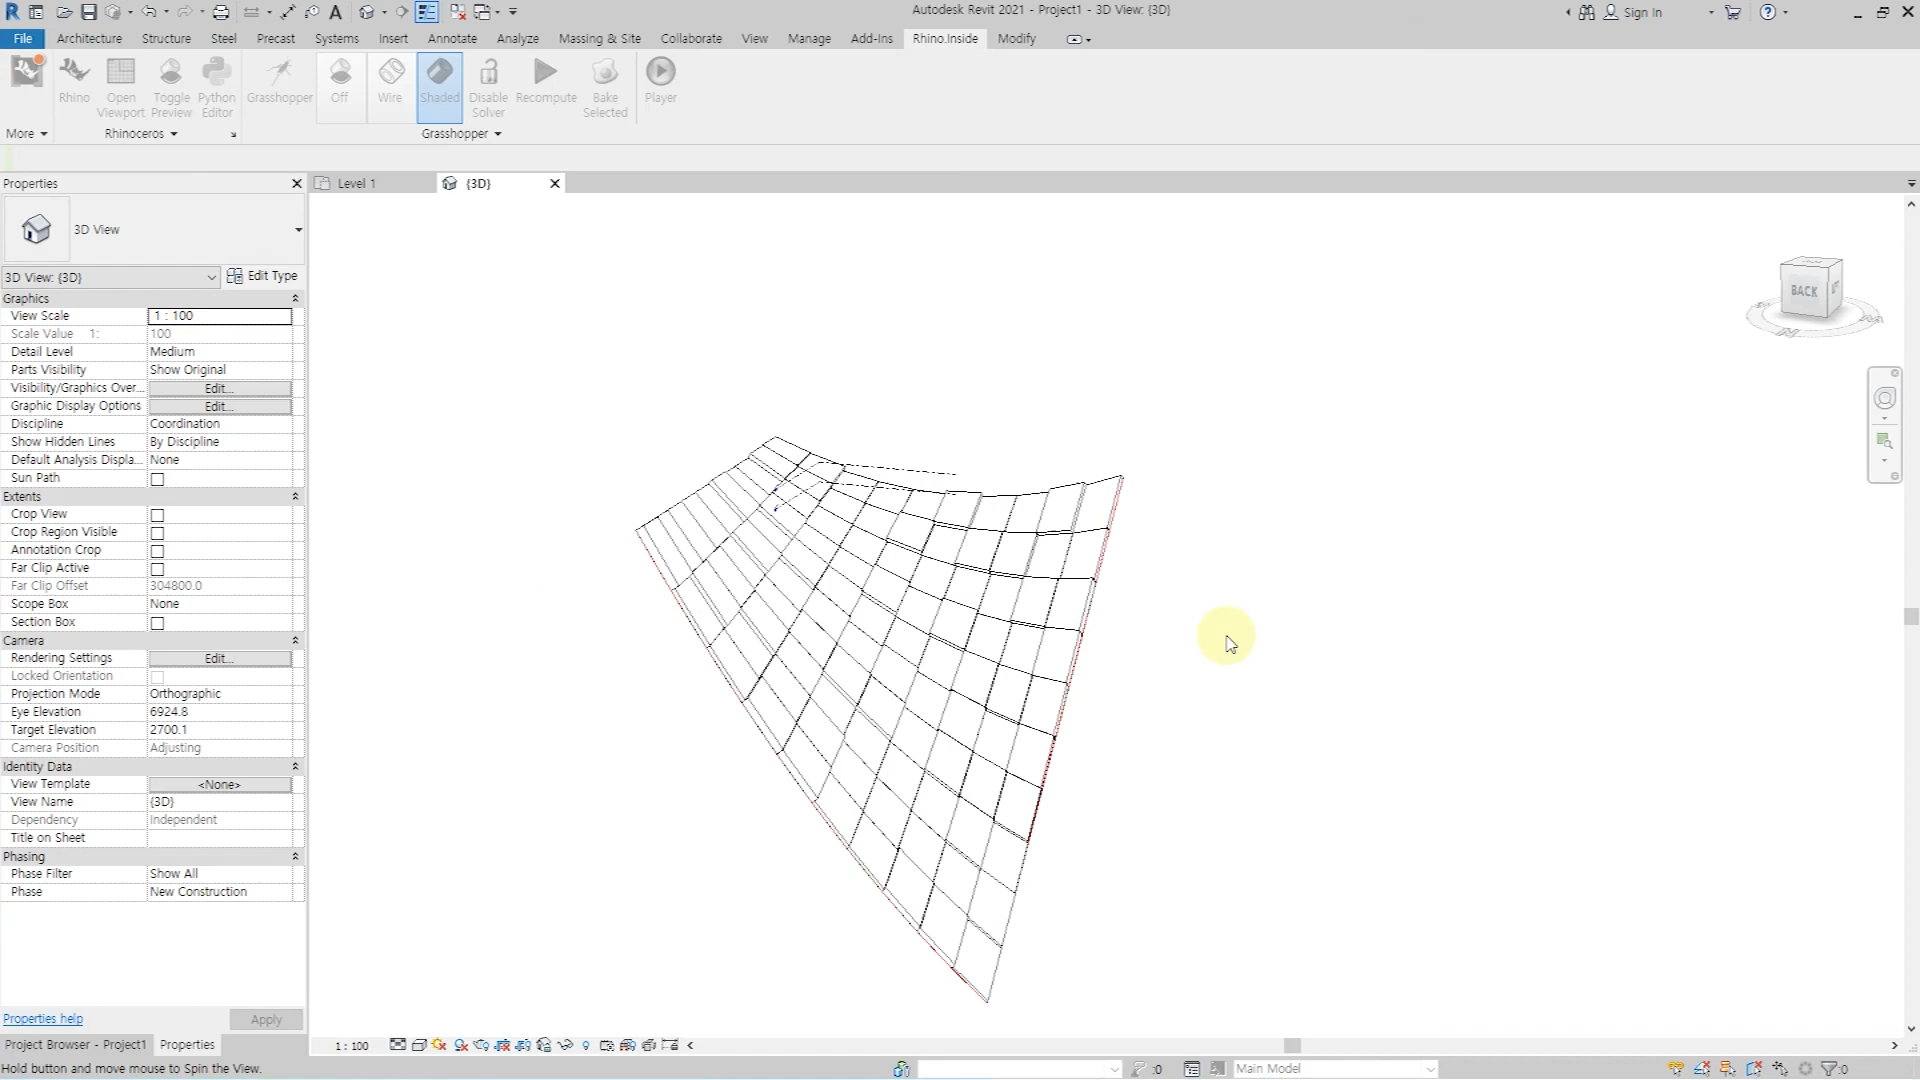 Autodesk Revit 2021 - Project1 - 3D View: {3D}
Sign In
File Architecture Structure Steel Precast Systems Insert Annotate Analyze Massing & Site Collaborate View Manage Add-Ins Rhino.Inside Modify
Rhino
Open Viewport
Toggle Preview
Python Editor
Grasshopper
Off
Wire
Shaded
Disable Solver
Recompute
Bake Selected
Player
More
Rhinoceros
Grasshopper
Properties
Level 1
{3D}
3D View
3D View: {3D}
Edit Type
Graphics
View Scale 1 : 100
Scale Value 1: 100
Detail Level Medium
Parts Visibility Show Original
Visibility/Graphics Over... Edit...
Graphic Display Options Edit...
Discipline Coordination
Show Hidden Lines By Discipline
Default Analysis Displa... None
Sun Path
Extents
Crop View
Crop Region Visible
Annotation Crop
Far Clip Active
Far Clip Offset 304800.0
Scope Box None
Section Box
Camera
Rendering Settings Edit...
Locked Orientation
Projection Mode Orthographic
Eye Elevation 6924.8
Target Elevation 2700.1
Camera Position Adjusting
Identity Data
View Template <None>
View Name {3D}
Dependency Independent
Title on Sheet
Phasing
Phase Filter Show All
Phase New Construction
BACK
Properties help
Apply
Project Browser - Project1
Properties
1 : 100
Hold button and move mouse to Spin the View.
:0
Main Model
:0